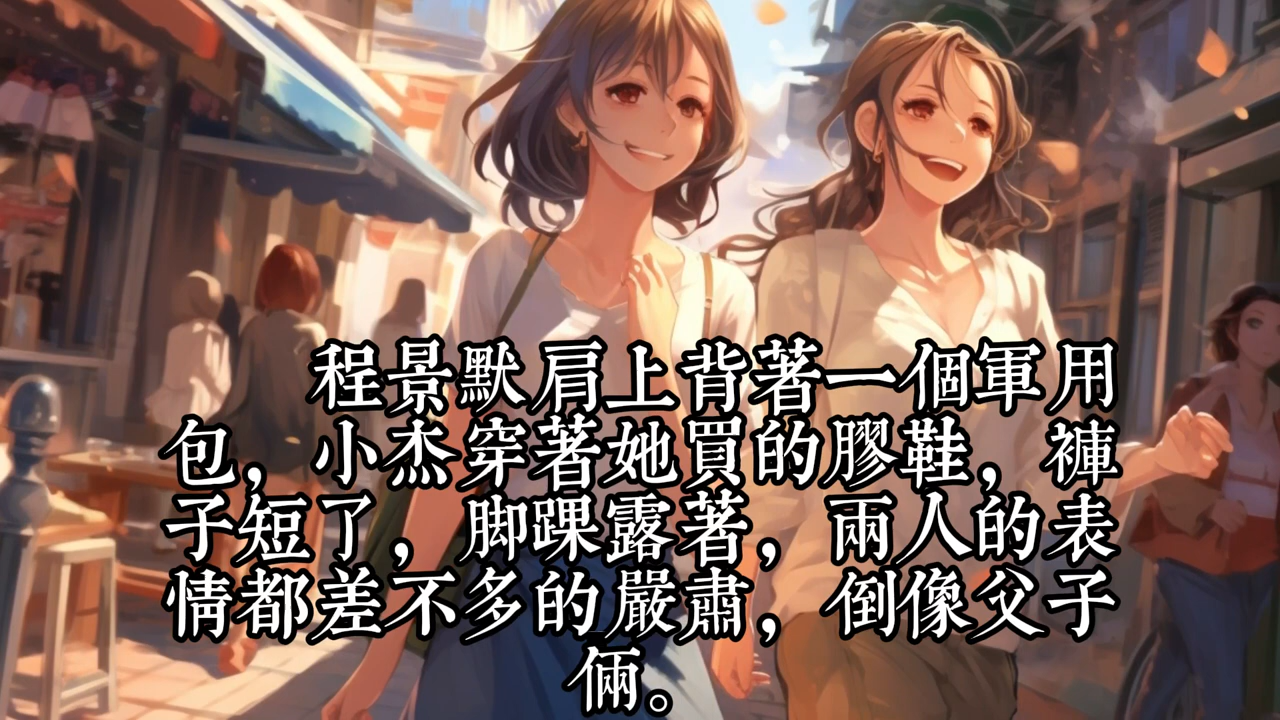 程景默肩上背著一個軍用
包，小杰穿著她買的膠鞋，褲
子短了，脚踝露著，兩人的表
情都差不多的嚴肅，倒像父子
倆。